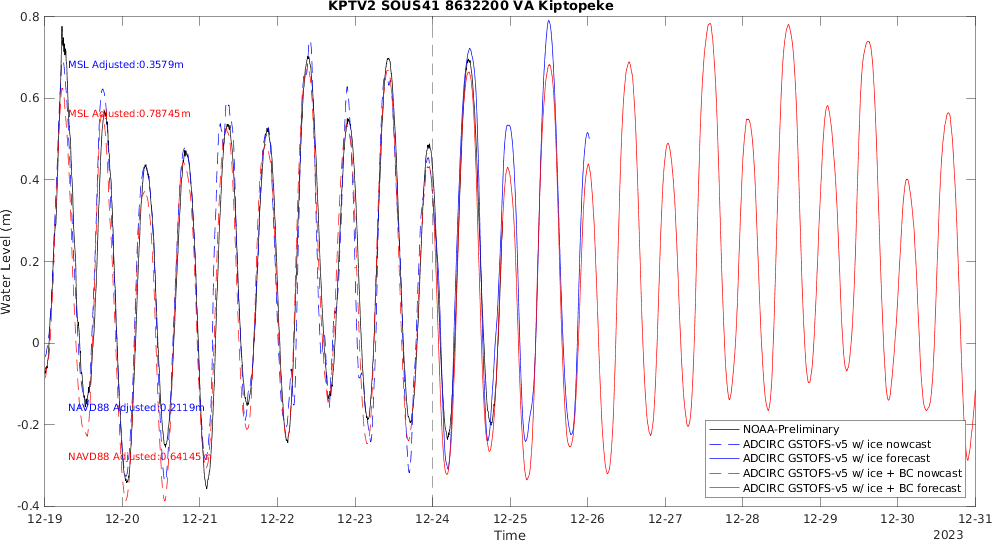 KPTV2 SOUS41 8632200 VA Kiptopeke
0.8
0.6
0.4
0.2
0
-0.2
-0.4
Water Level (m)
MSL Adjusted:0.3579m
MSL Adjusted:0.78745m
NAVD88 Adjusted:0.2119m
NAVD88 Adjusted:0.64145m
NOAA-Preliminary
ADCIRC GSTOFS-v5 w/ ice nowcast
ADCIRC GSTOFS-v5 w/ ice forecast
ADCIRC GSTOFS-v5 w/ ice + BC nowcast
ADCIRC GSTOFS-v5 w/ ice + BC forecast
12-19 12-20 12-21 12-22 12-23 12-24 12-25 12-26 12-27 12-28 12-29 12-30 12-31
Time
2023